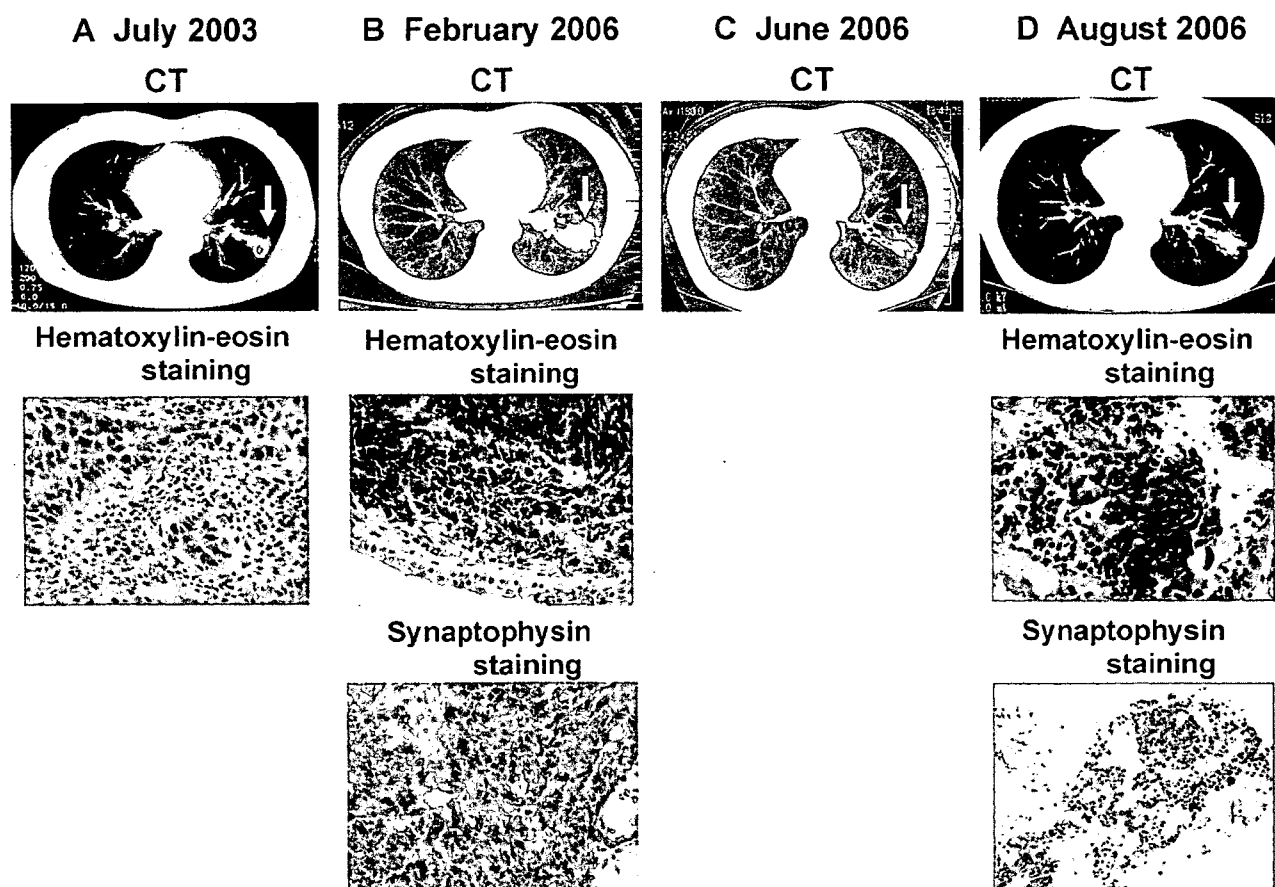 A July 2003
B February 2006
C June 2006
D August 2006
CT
CT
CT
CT
Hematoxylin-eosin
staining
Hematoxylin-eosin
staining
Hematoxylin-eosin
staining
Synaptophysin
staining
Synaptophysin
staining